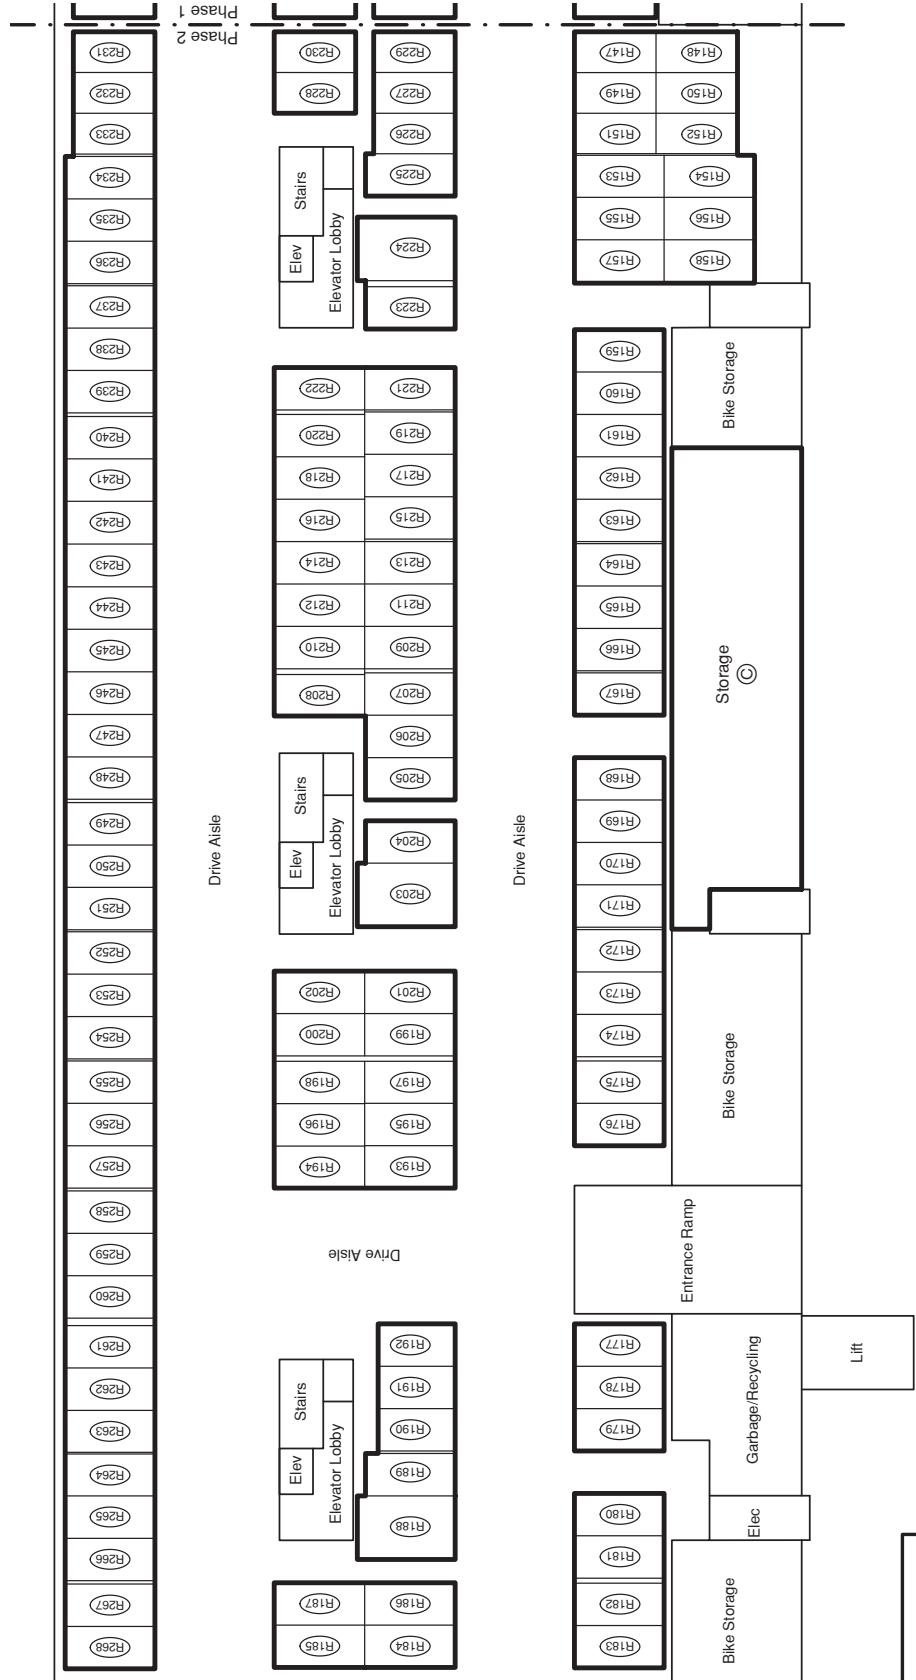 Phase 1
Phase 2
R231
R232
R233
R234
R235
R236
R237
R238
R239
R240
R241
R242
R243
R244
R245
R246
R247
R248
R249
R250
R251
R252
R253
R254
R255
R256
R257
R258
R259
R260
R261
R262
R263
R264
R265
R266
R267
R268
Drive Aisle
R230
R228
R229
R227
R226
R225
Stairs
Elev
Elevator Lobby
R224
R223
R222
R221
R220
R219
R218
R217
R216
R215
R214
R213
R212
R211
R210
R209
R208
R207
R206
R205
Stairs
Elev
Elevator Lobby
R204
R203
R202
R201
R200
R199
R198
R197
R196
R195
R194
R193
Drive Aisle
R192
R191
R190
R189
R188
Stairs
Elev
Elevator Lobby
R187
R186
R185
R184
Drive Aisle
R147
R148
R149
R150
R151
R152
R153
R154
R155
R156
R157
R158
R159
R160
R161
R162
R163
R164
R165
R166
R167
R168
R169
R170
R171
R172
R173
R174
R175
R176
Bike Storage
Storage
C
Bike Storage
Entrance Ramp
R177
R178
R179
Garbage/Recycling
Lift
R180
R181
R182
R183
Elec
Bike Storage